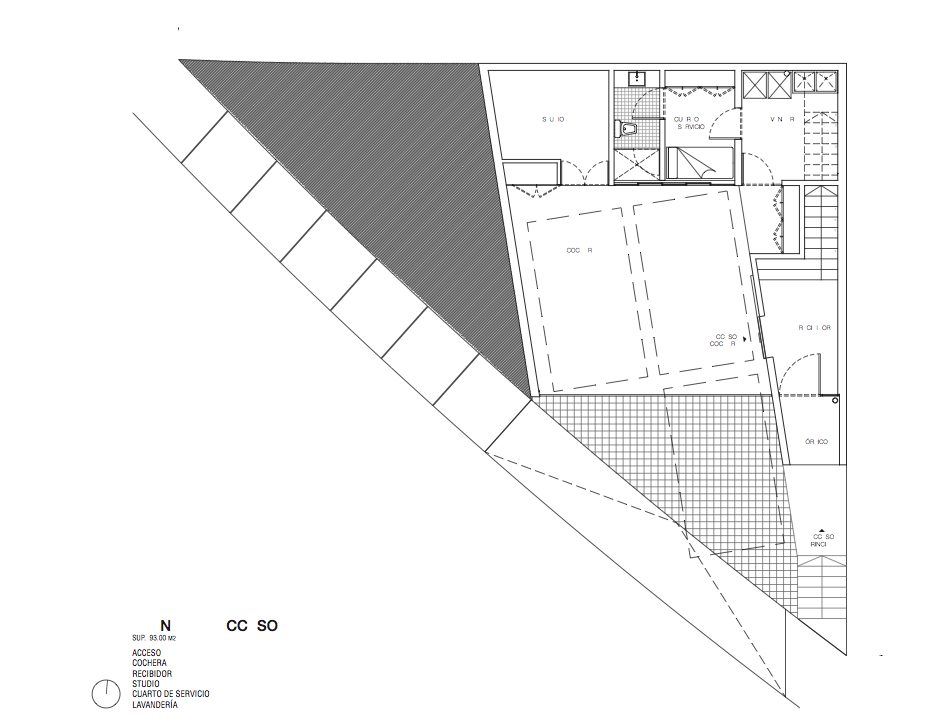 S U IO
CU R O
S RVICIO
V N R
COC R
R CI I OR
CC SO
COC R
ÓR ICO
CC SO
RINCI
N CC SO
SUP. 93.00 M2
ACCESO
COCHERA
RECIBIDOR
STUDIO
CUARTO DE SERVICIO
LAVANDERÍA